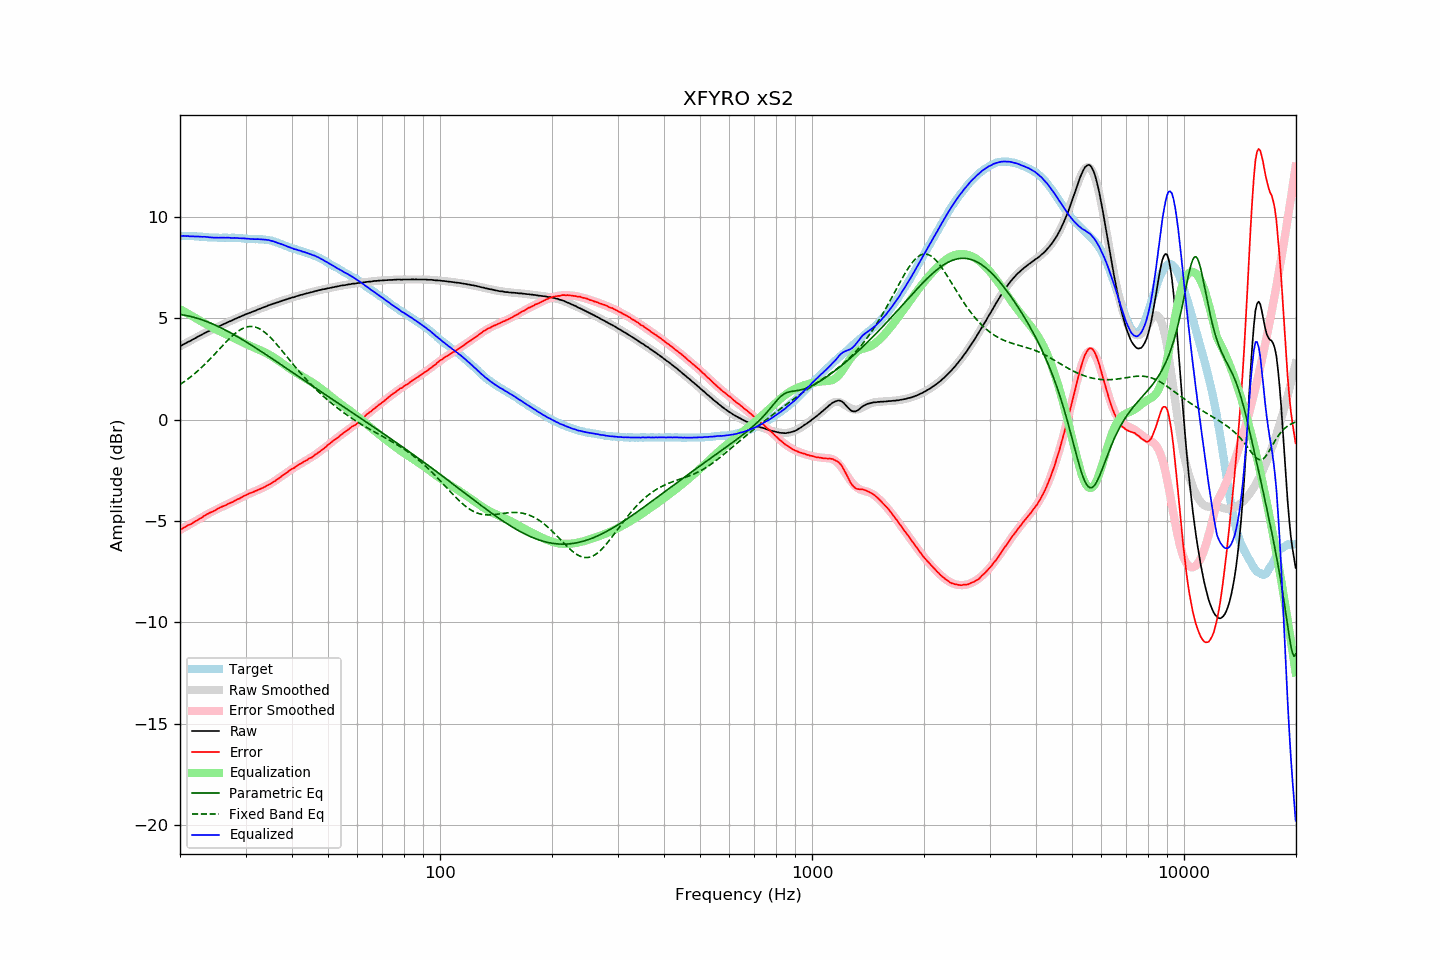 XFYRO xS2
10
5
0
−5
−10
−15
−20
Amplitude (dBr)
Target
Raw Smoothed
Error Smoothed
Raw
Error
Equalization
Parametric Eq
Fixed Band Eq
Equalized
100
1000
10000
Frequency (Hz)